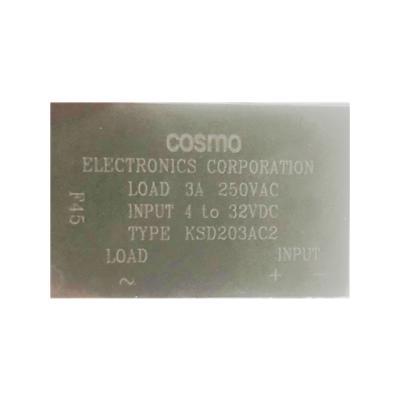 cosmo
ELECTRONICS CORPORATION
LOAD 3A 250VAC
INPUT 4 to 32VDC
TYPE KSD203AC2
F45
LOAD INPUT
~ + −